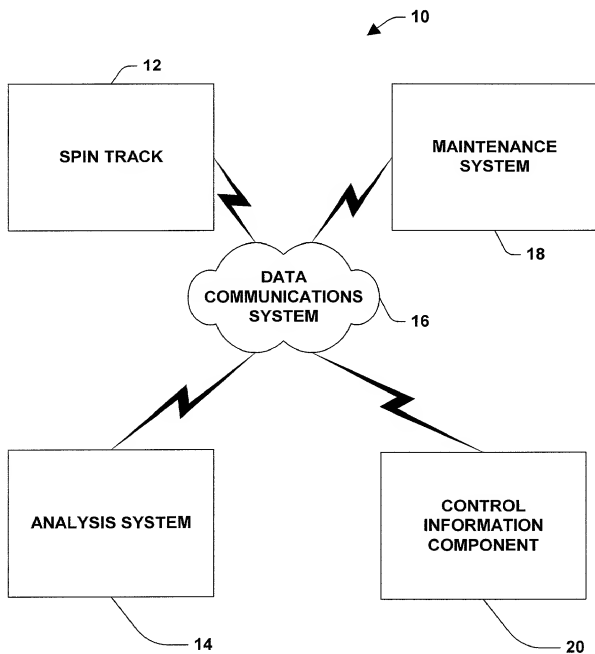 10
12
SPIN TRACK
MAINTENANCE
SYSTEM
18
DATA
COMMUNICATIONS
SYSTEM
16
ANALYSIS SYSTEM
14
CONTROL
INFORMATION
COMPONENT
20